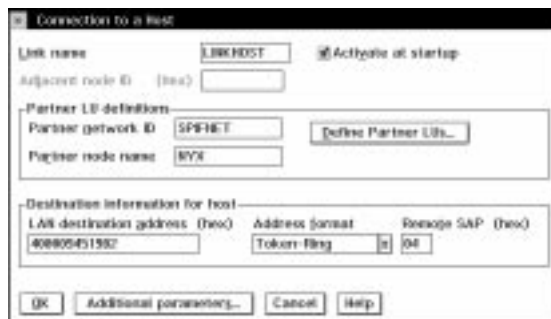 Connection to a Host
Link name LINKHOST Activate at startup
Adjacent node ID (hex)
Partner LU definitions
Partner network ID SPIFNET Define Partner LUs...
Partner node name NYX
Destination information for host
LAN destination address (hex) Address format Remote SAP (hex)
400009451902 Token-Ring 04
OK Additional parameters... Cancel Help